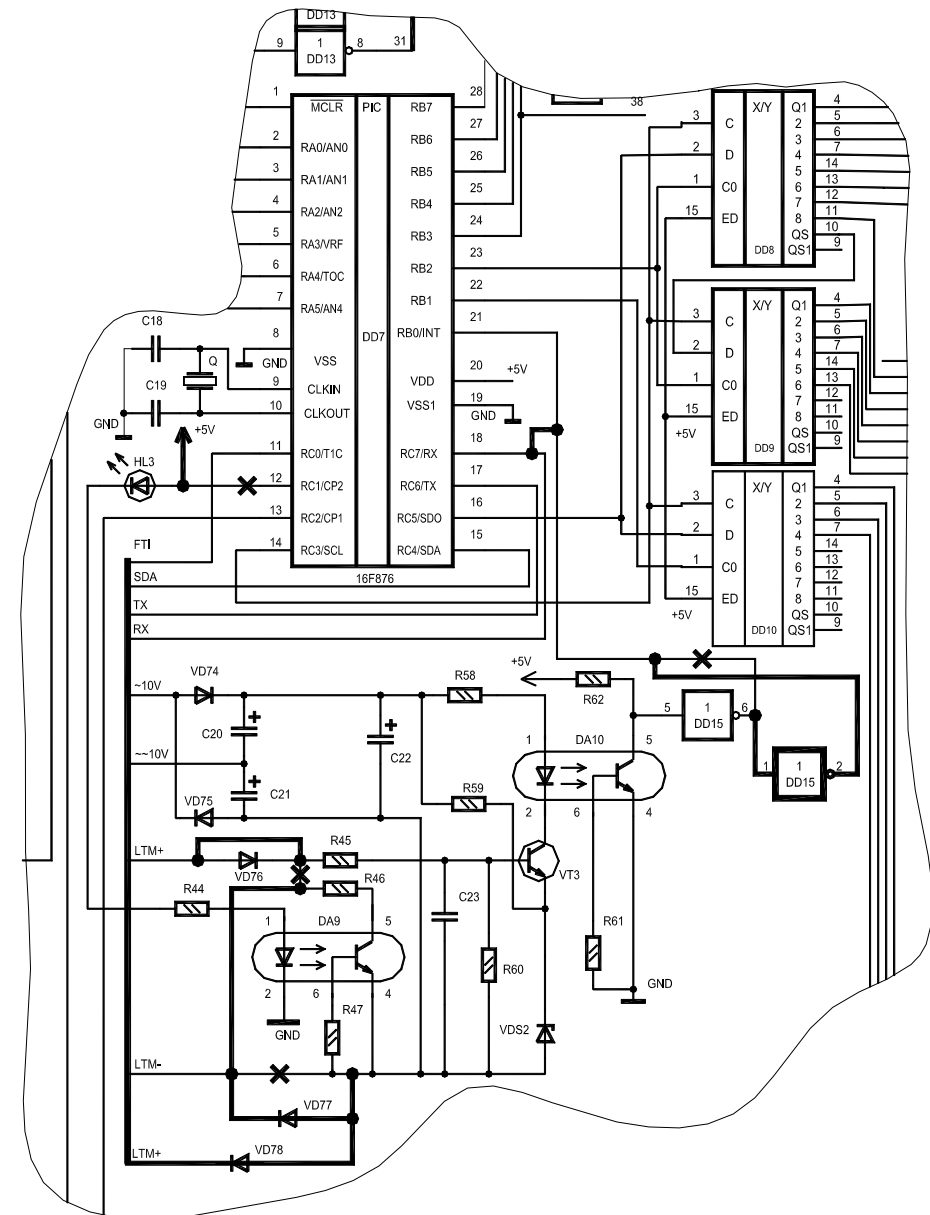 DD13
9 1 8 31
DD13
1 MCLR PIC RB7 28
2 RA0/AN0 RB6 27
3 RA1/AN1 RB5 26
4 RA2/AN2 RB4 25
5 RA3/VRF RB3 24
6 RA4/TOC RB2 23
7 RA5/AN4 RB1 22
DD7 RB0/INT 21
8 GND VSS VDD 20 +5V
9 CLKIN VSS1 19 GND
10 CLKOUT RC7/RX 18
11 RC0/T1C RC6/TX 17
12 RC1/CP2 RC5/SDO 16
13 RC2/CP1 RC4/SDA 15
14 RC3/SCL
16F876
C18
Q
C19
GND
+5V
HL3
38
X/Y Q1 4
3 C 2 5
3 6
2 D 4 7
5 14
1 C0 6 13
7 12
15 ED 8 11
QS 10
DD8 QS1 9
X/Y Q1 4
3 C 2 5
3 6
2 D 4 7
5 14
1 C0 6 13
7 12
15 ED 8 11
+5V QS 10
DD9 QS1 9
X/Y Q1 4
3 C 2 5
3 6
2 D 4 7
5 14
1 C0 6 13
7 12
15 ED 8 11
+5V QS 10
DD10 QS1 9
FTI
SDA
TX
RX
~10V
VD74
C20
+
~~10V
+
C21
VD75
+
C22
R58
R59
+5V
R62
DA10
1 5
2 6 4
5 1 6
DD15
1 1 2
DD15
VT3
LTM+
VD76
R45
R46
R44
DA9
1 5
2 6 4
GND
R47
C23
R60
R61
GND
VDS2
LTM-
VD77
LTM+
VD78